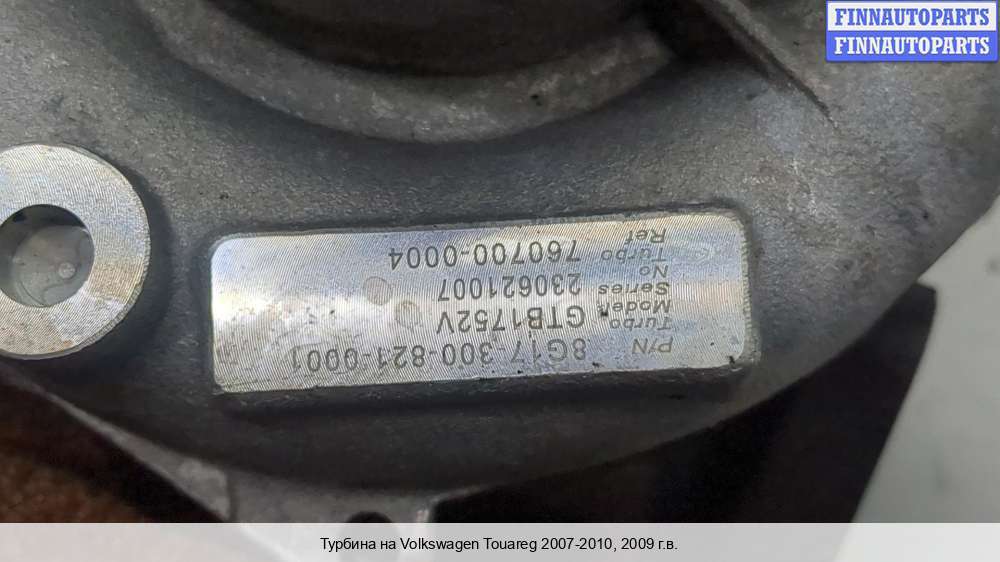 FINNAUTOPARTS
FINNAUTOPARTS
P/N 8G17-300-821-0001
Turbo Model: GTB1752V
Series No 230621007
Turbo Ref 760700-0004
Турбина на Volkswagen Touareg 2007-2010, 2009 г.в.